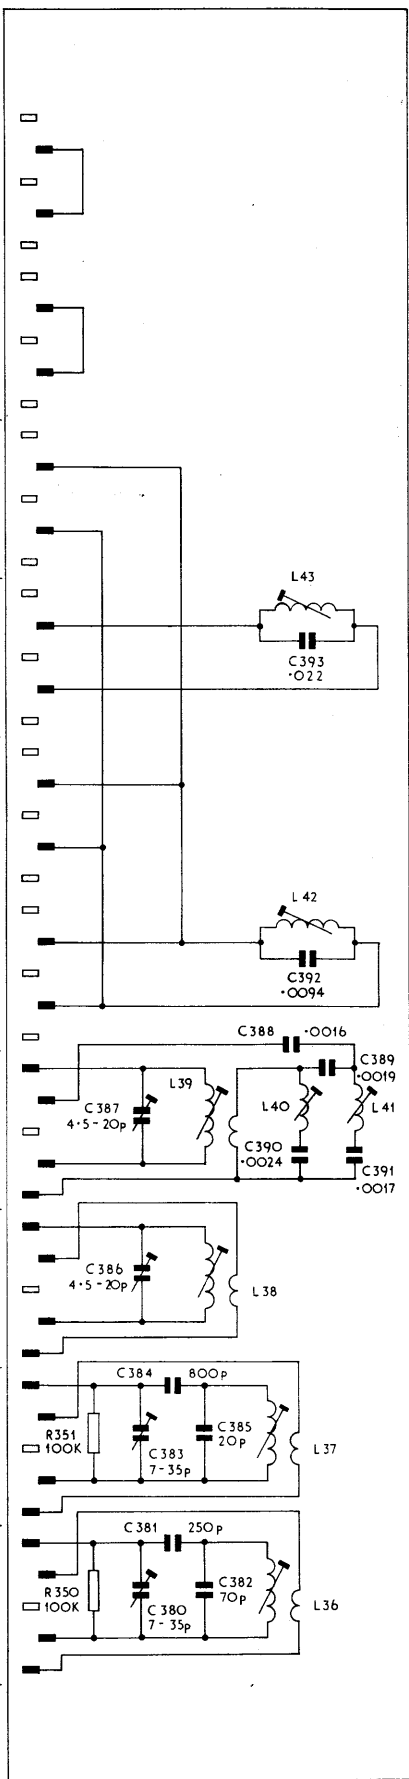 L43
C393
·022
L42
C392
·0094
C388 ·0016
C389
·0019
L39
C387
4·5-20p
L40
L41
C390
·0024
C391
·0017
C386
4·5-20p
L38
C384 800p
R351
100K
C383
7-35p
C385
20p
L37
C381 250p
R350
100K
C380
7-35p
C382
70p
L36